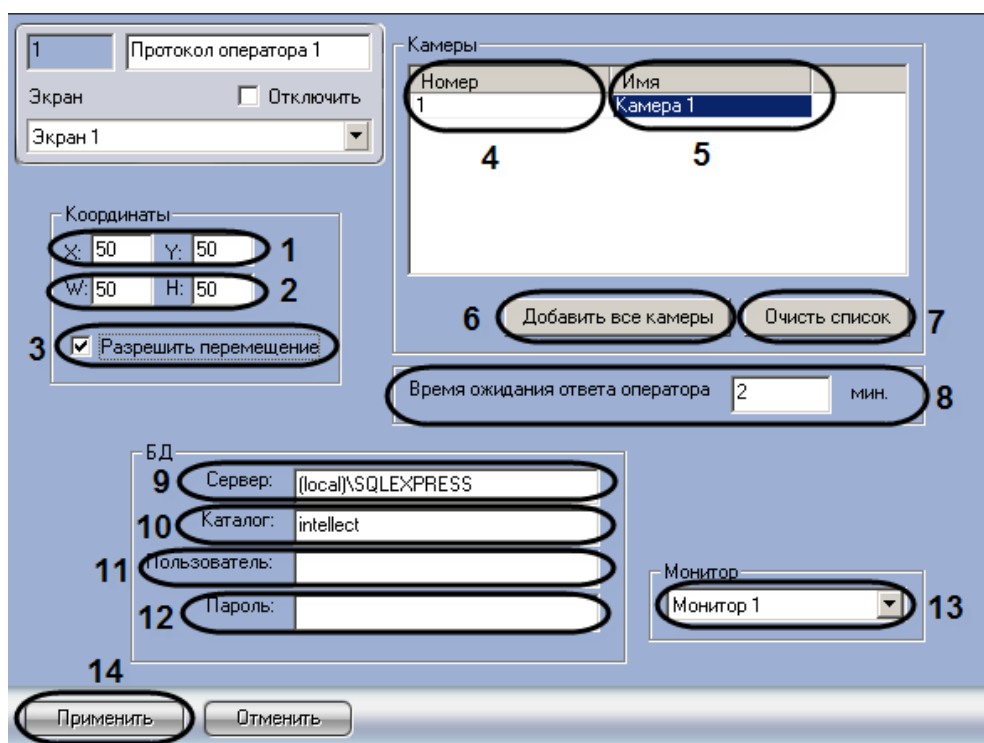 1 Протокол оператора 1
Экран Отключить
Экран 1
Камеры
Номер Имя
1 Камера 1
4 5
6 Добавить все камеры Очисть список 7
Координаты
X: 50 Y: 50 1
W: 50 H: 50 2
3 Разрешить перемещение
Время ожидания ответа оператора 2 мин. 8
БД
9 Сервер: (local)\SQLEXPRESS
10 Каталог: intellect
11 Пользователь:
12 Пароль:
Монитор
Монитор 1 13
14
Применить Отменить